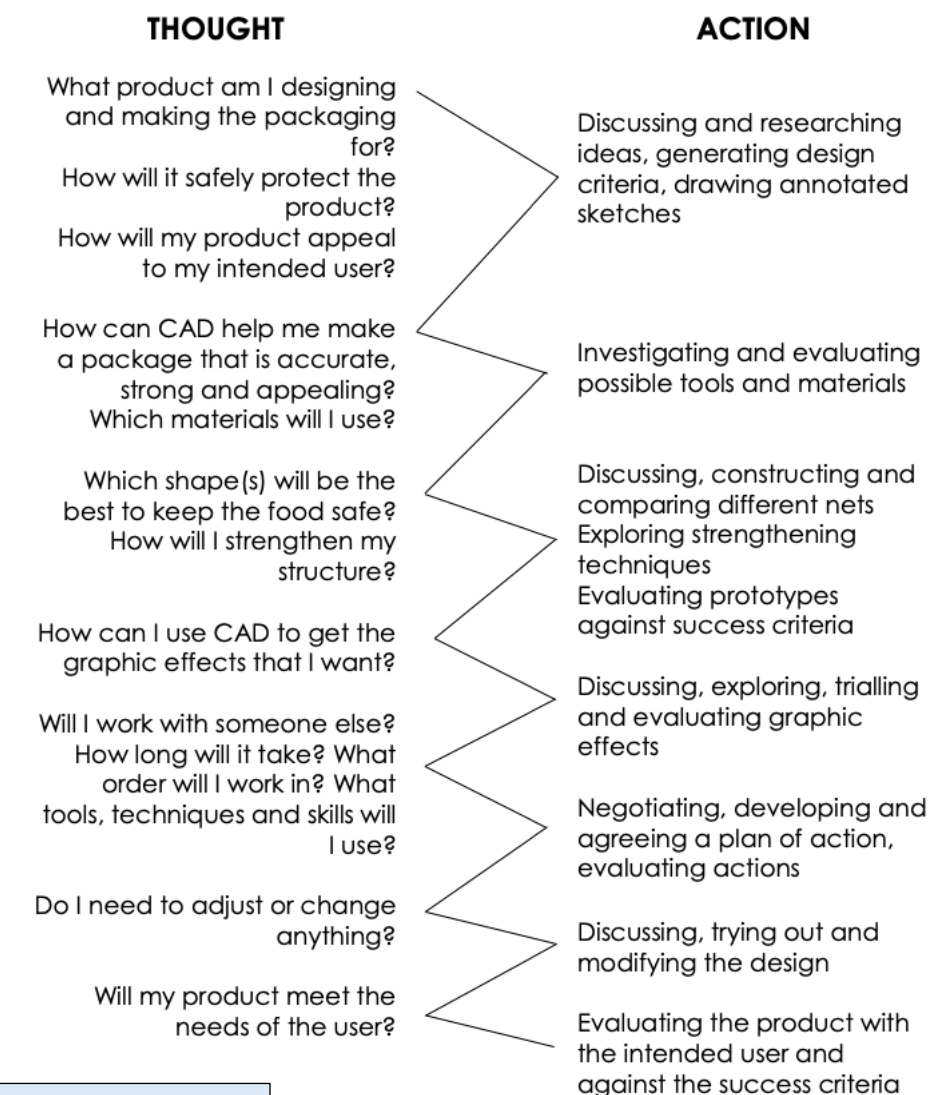 THOUGHT
What product am I designing
and making the packaging
for?
How will it safely protect the
product?
How will my product appeal
to my intended user?
How can CAD help me make
a package that is accurate,
strong and appealing?
Which materials will I use?
Which shape(s) will be the
best to keep the food safe?
How will I strengthen my
structure?
How can I use CAD to get the
graphic effects that I want?
Will I work with someone else?
How long will it take? What
order will I work in? What
tools, techniques and skills will
I use?
Do I need to adjust or change
anything?
Will my product meet the
needs of the user?
ACTION
Discussing and researching
ideas, generating design
criteria, drawing annotated
sketches
Investigating and evaluating
possible tools and materials
Discussing, constructing and
comparing different nets
Exploring strengthening
techniques
Evaluating prototypes
against success criteria
Discussing, exploring, trialling
and evaluating graphic
effects
Negotiating, developing and
agreeing a plan of action,
evaluating actions
Discussing, trying out and
modifying the design
Evaluating the product with
the intended user and
against the success criteria